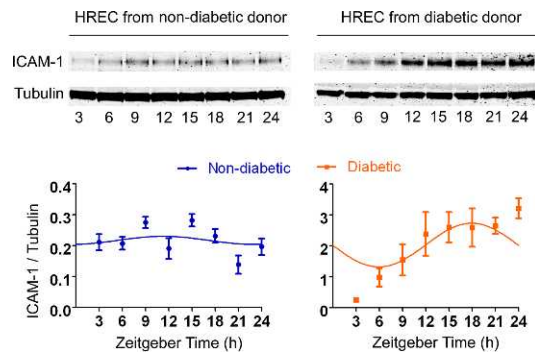 HREC from non-diabetic donor HREC from diabetic donor
ICAM-1
Tubulin
3 6 9 12 15 18 21 24 3 6 9 12 15 18 21 24
Non-diabetic Diabetic
ICAM-1 / Tubulin
0.4
0.3
0.2
0.1
0.0
3 6 9 12 15 18 21 24
Zeitgeber Time (h)
4
3
2
1
0
3 6 9 12 15 18 21 24
Zeitgeber Time (h)